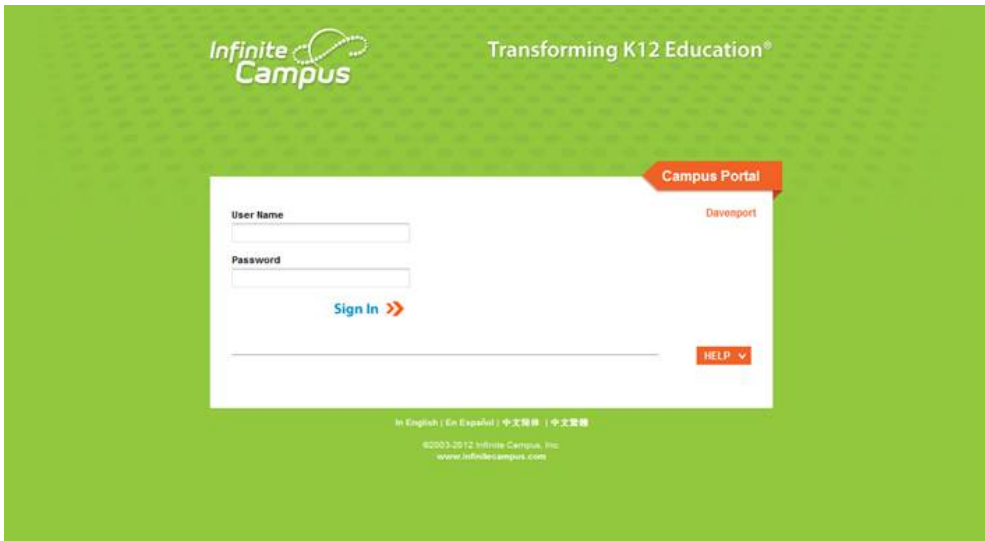 Infinite
Campus
Transforming K12 Education®
Campus Portal
Davenport
User Name
Password
Sign In
HELP
In English | En Español | 中文简体 | 中文繁體
©2003-2012 Infinite Campus, Inc.
www.infinitecampus.com